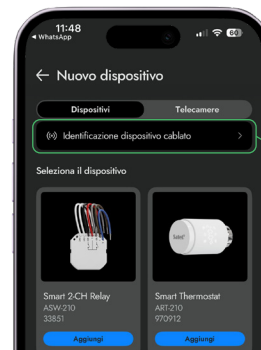 11:48
WhatsApp
60
Nuovo dispositivo
Dispositivi
Telecamere
Identificazione dispositivo cablato
Seleziona il dispositivo
Smart 2-CH Relay
ASW-210
33851
Aggiungi
Smart Thermostat
ART-210
970912
Aggiungi